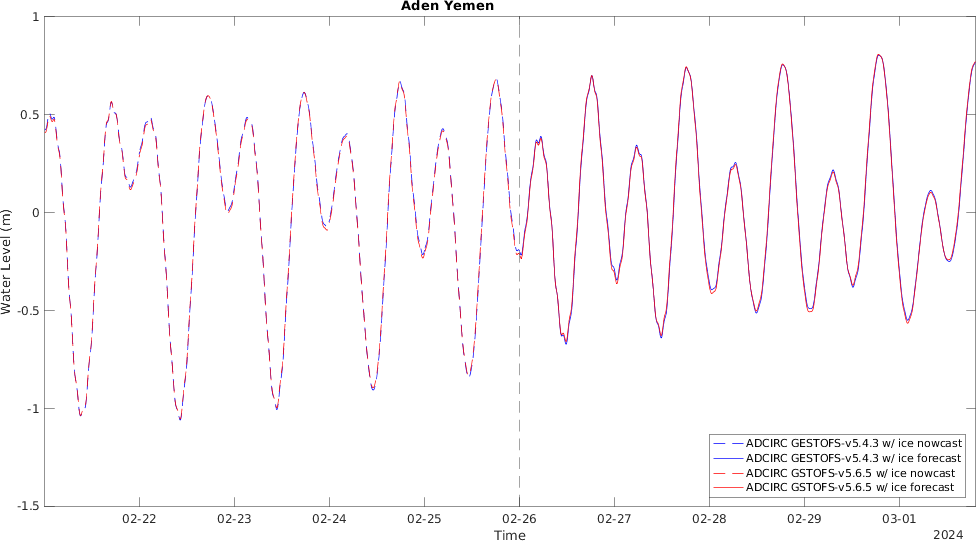 Aden Yemen
1
0.5
0
-0.5
-1
-1.5
Water Level (m)
02-22
02-23
02-24
02-25
02-26
02-27
02-28
02-29
03-01
Time
2024
ADCIRC GESTOFS-v5.4.3 w/ ice nowcast
ADCIRC GESTOFS-v5.4.3 w/ ice forecast
ADCIRC GSTOFS-v5.6.5 w/ ice nowcast
ADCIRC GSTOFS-v5.6.5 w/ ice forecast